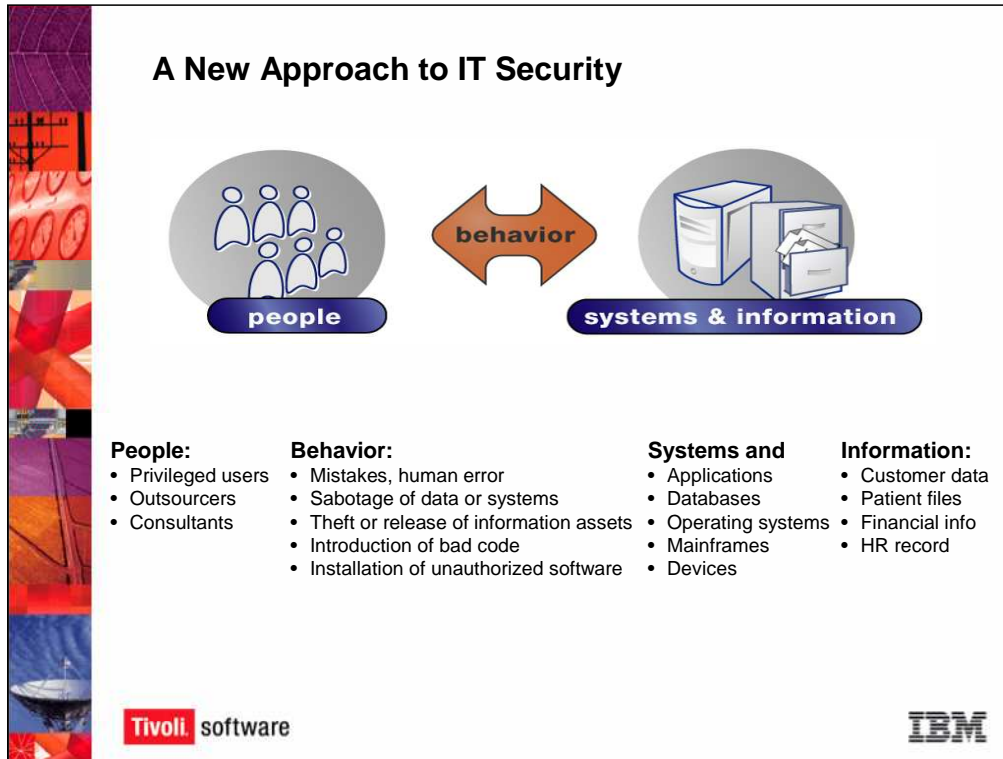 A New Approach to IT Security
behavior
people
systems & information
People:
• Privileged users
• Outsourcers
• Consultants
Behavior:
• Mistakes, human error
• Sabotage of data or systems
• Theft or release of information assets
• Introduction of bad code
• Installation of unauthorized software
Systems and
• Applications
• Databases
• Operating systems
• Mainframes
• Devices
Information:
• Customer data
• Patient files
• Financial info
• HR record
Tivoli. software
IBM